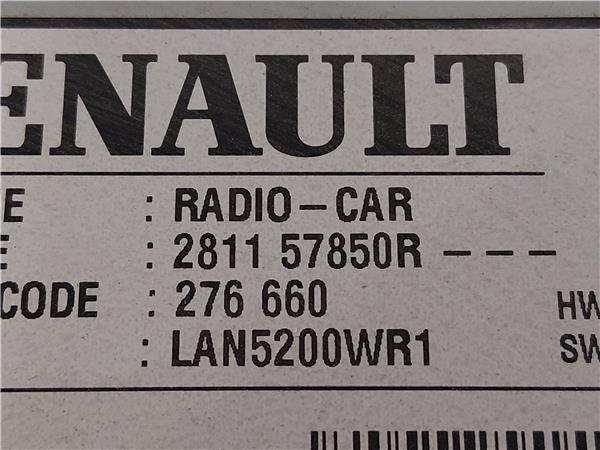 ENAULT
E : RADIO-CAR
E : 2811 57850R ---
CODE : 276 660 HW
: LAN5200WR1 SW